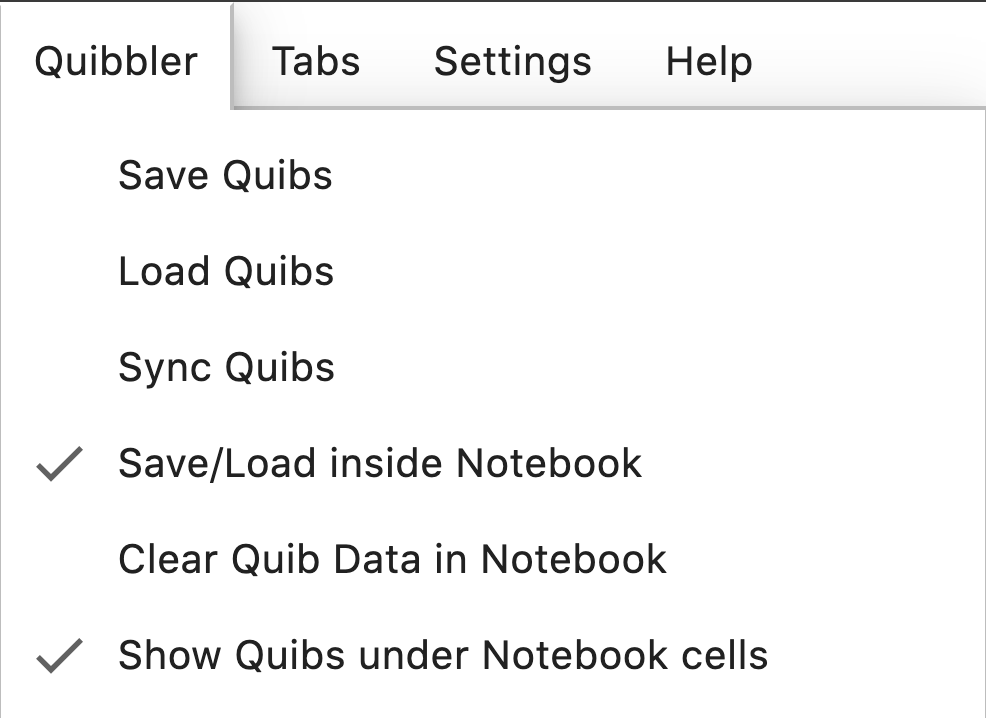 Quibbler Tabs Settings Help
Save Quibs
Load Quibs
Sync Quibs
Save/Load inside Notebook
Clear Quib Data in Notebook
Show Quibs under Notebook cells